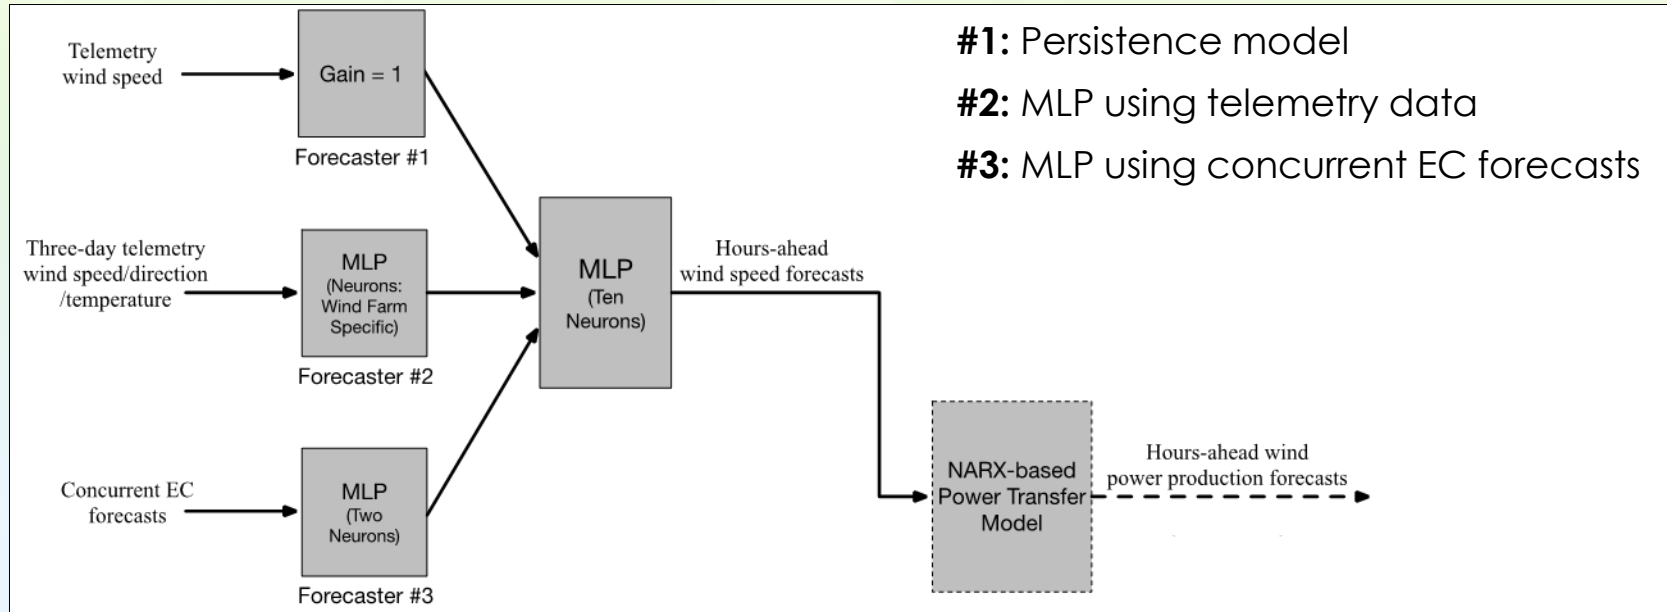 Telemetry
wind speed
Gain = 1
Forecaster #1
#1: Persistence model
#2: MLP using telemetry data
#3: MLP using concurrent EC forecasts
Three-day telemetry
wind speed/direction
/temperature
MLP
(Neurons:
Wind Farm
Specific)
Forecaster #2
MLP
(Ten
Neurons)
Hours-ahead
wind speed forecasts
Concurrent EC
forecasts
MLP
(Two
Neurons)
Forecaster #3
NARX-based
Power Transfer
Model
Hours-ahead wind
power production forecasts